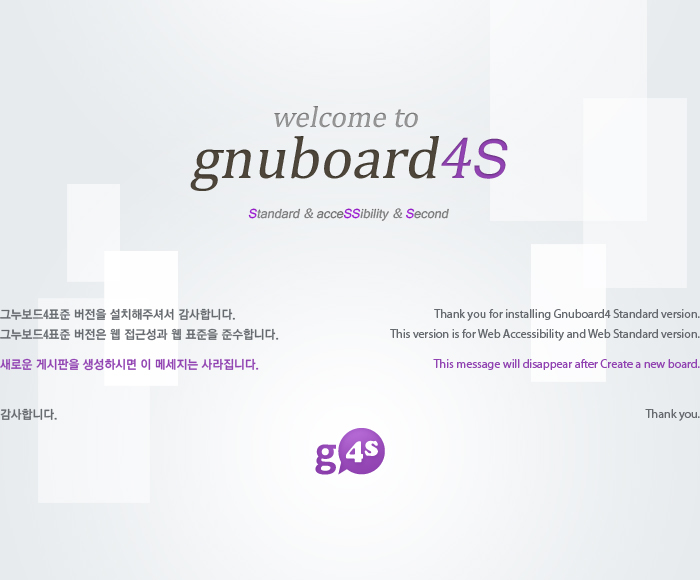 welcome to
gnuboard4S
Standard & acceSSibility & Second
그누보드4표준 버전을 설치해주셔서 감사합니다.
그누보드4표준 버전은 웹 접근성과 웹 표준을 준수합니다.
새로운 게시판을 생성하시면 이 메세지는 사라집니다.
감사합니다.
Thank you for installing Gnuboard4 Standard version.
This version is for Web Accessibility and Web Standard version.
This message will disappear after Create a new board.
Thank you.
g4s